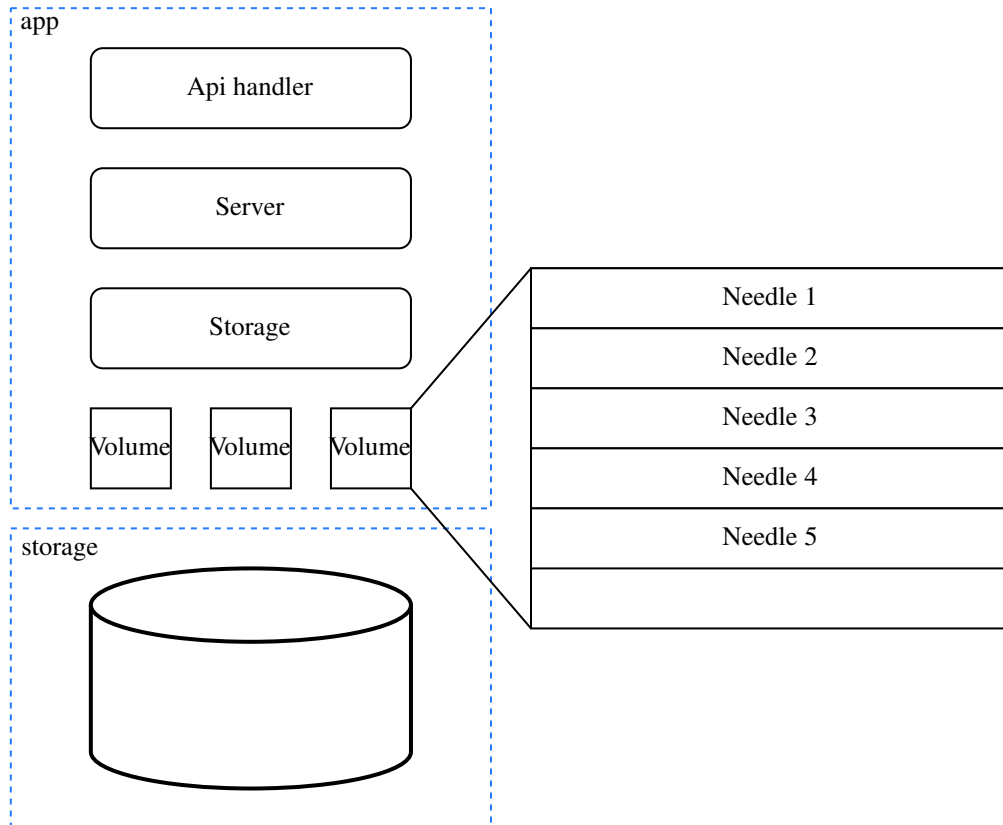 app
Api handler
Server
Storage
Volume
Volume
Volume
storage
Needle 1
Needle 2
Needle 3
Needle 4
Needle 5